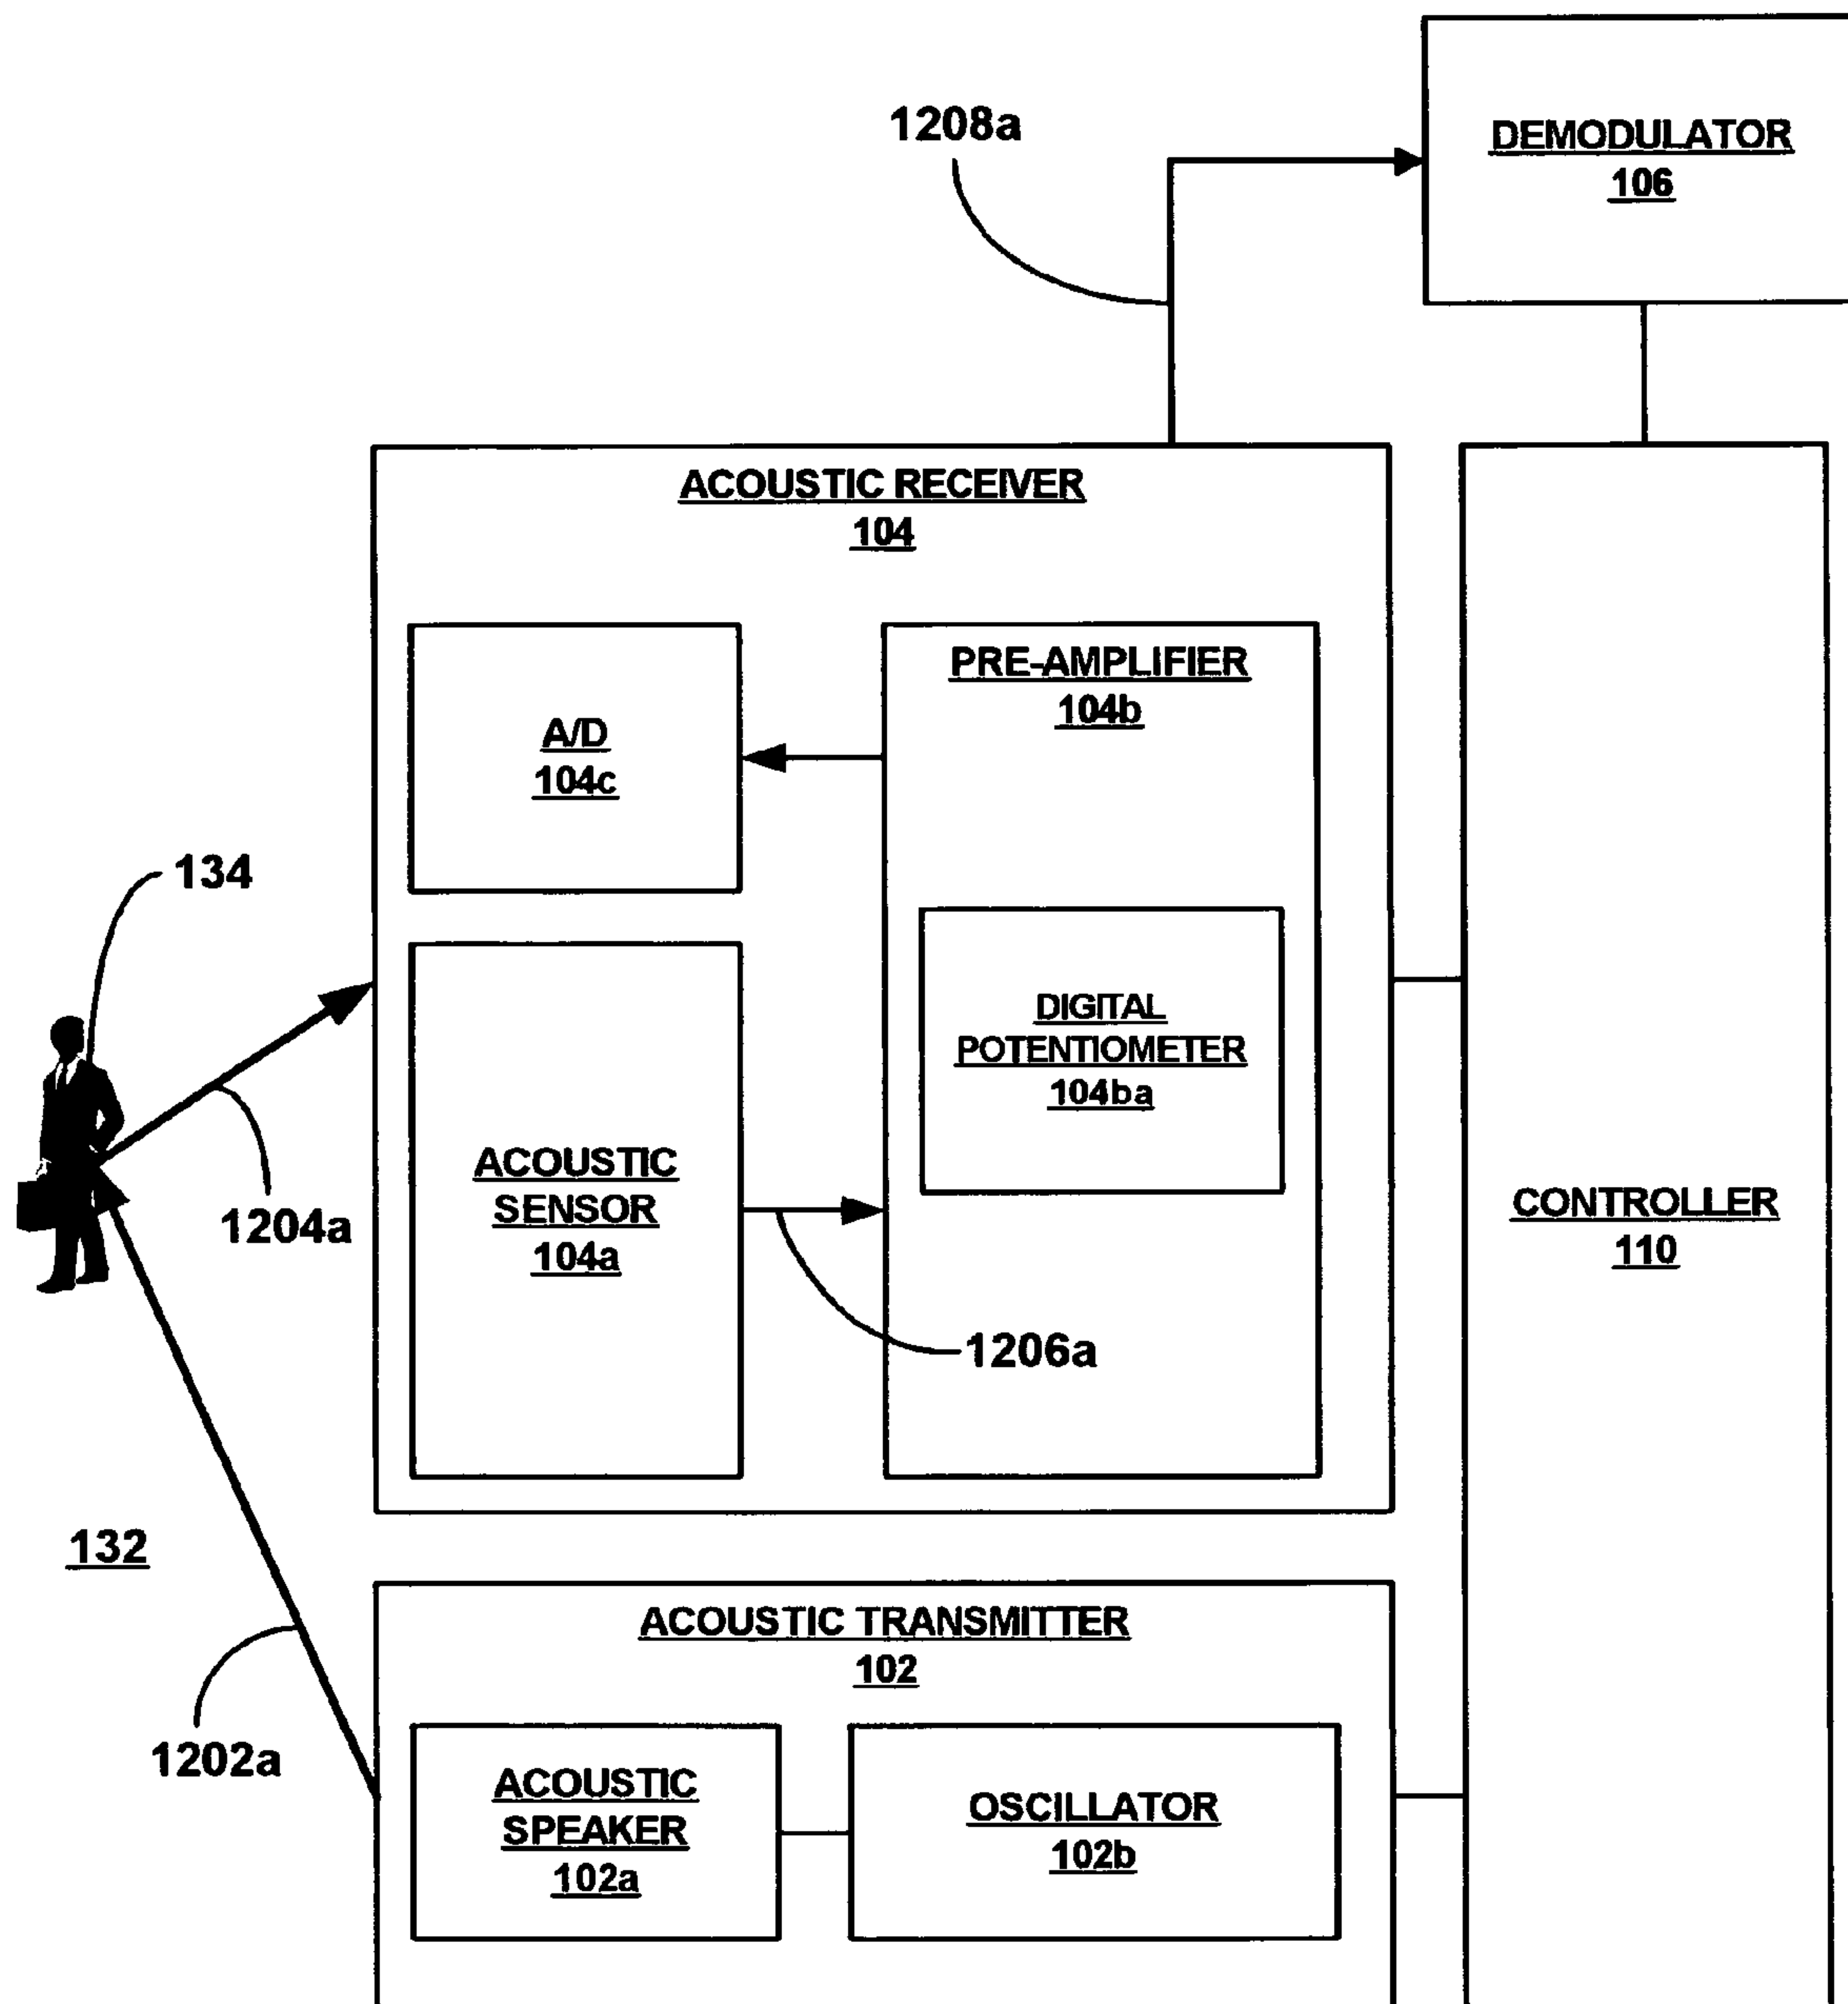 1208a
DEMODULATOR
106
ACOUSTIC RECEIVER
104
A/D
104c
PRE-AMPLIFIER
104b
134
DIGITAL
POTENTIOMETER
104ba
ACOUSTIC
SENSOR
104a
1204a
1206a
CONTROLLER
110
132
ACOUSTIC TRANSMITTER
102
1202a
ACOUSTIC
SPEAKER
102a
OSCILLATOR
102b